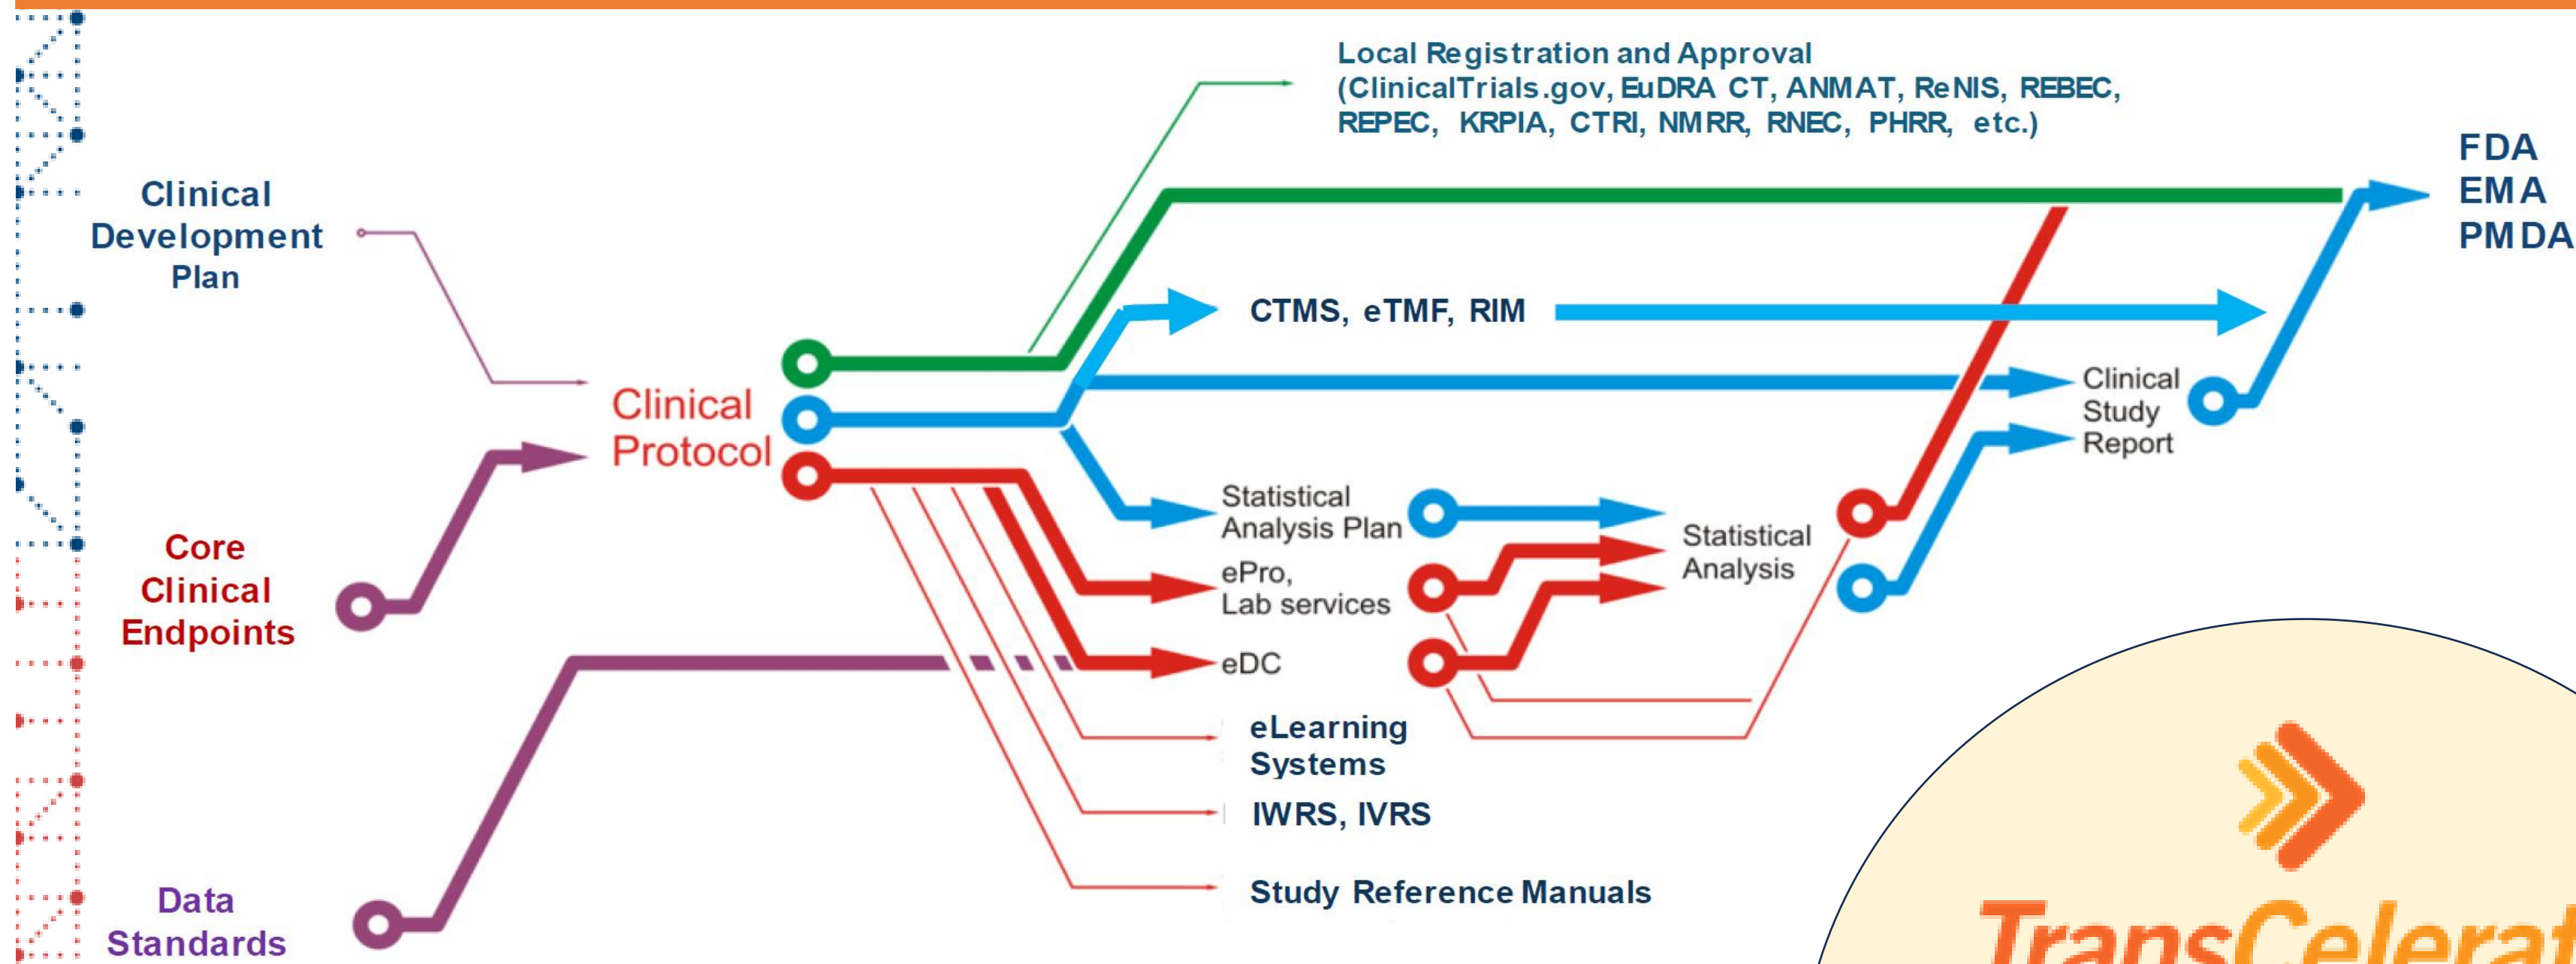 Local Registration and Approval
(ClinicalTrials.gov, EuDRA CT, ANMAT, ReNIS, REBEC,
REPEC, KRPIA, CTRI, NMRR, RNEC, PHRR, etc.)
FDA
EMA
PMDA
Clinical
Development
Plan
CTMS, eTMF, RIM
Clinical
Protocol
Clinical
Study
Report
Statistical
Analysis Plan
Statistical
Analysis
ePro,
Lab services
Core
Clinical
Endpoints
eDC
eLearning
Systems
IWRS, IVRS
Study Reference Manuals
Data
Standards
TransCelerat